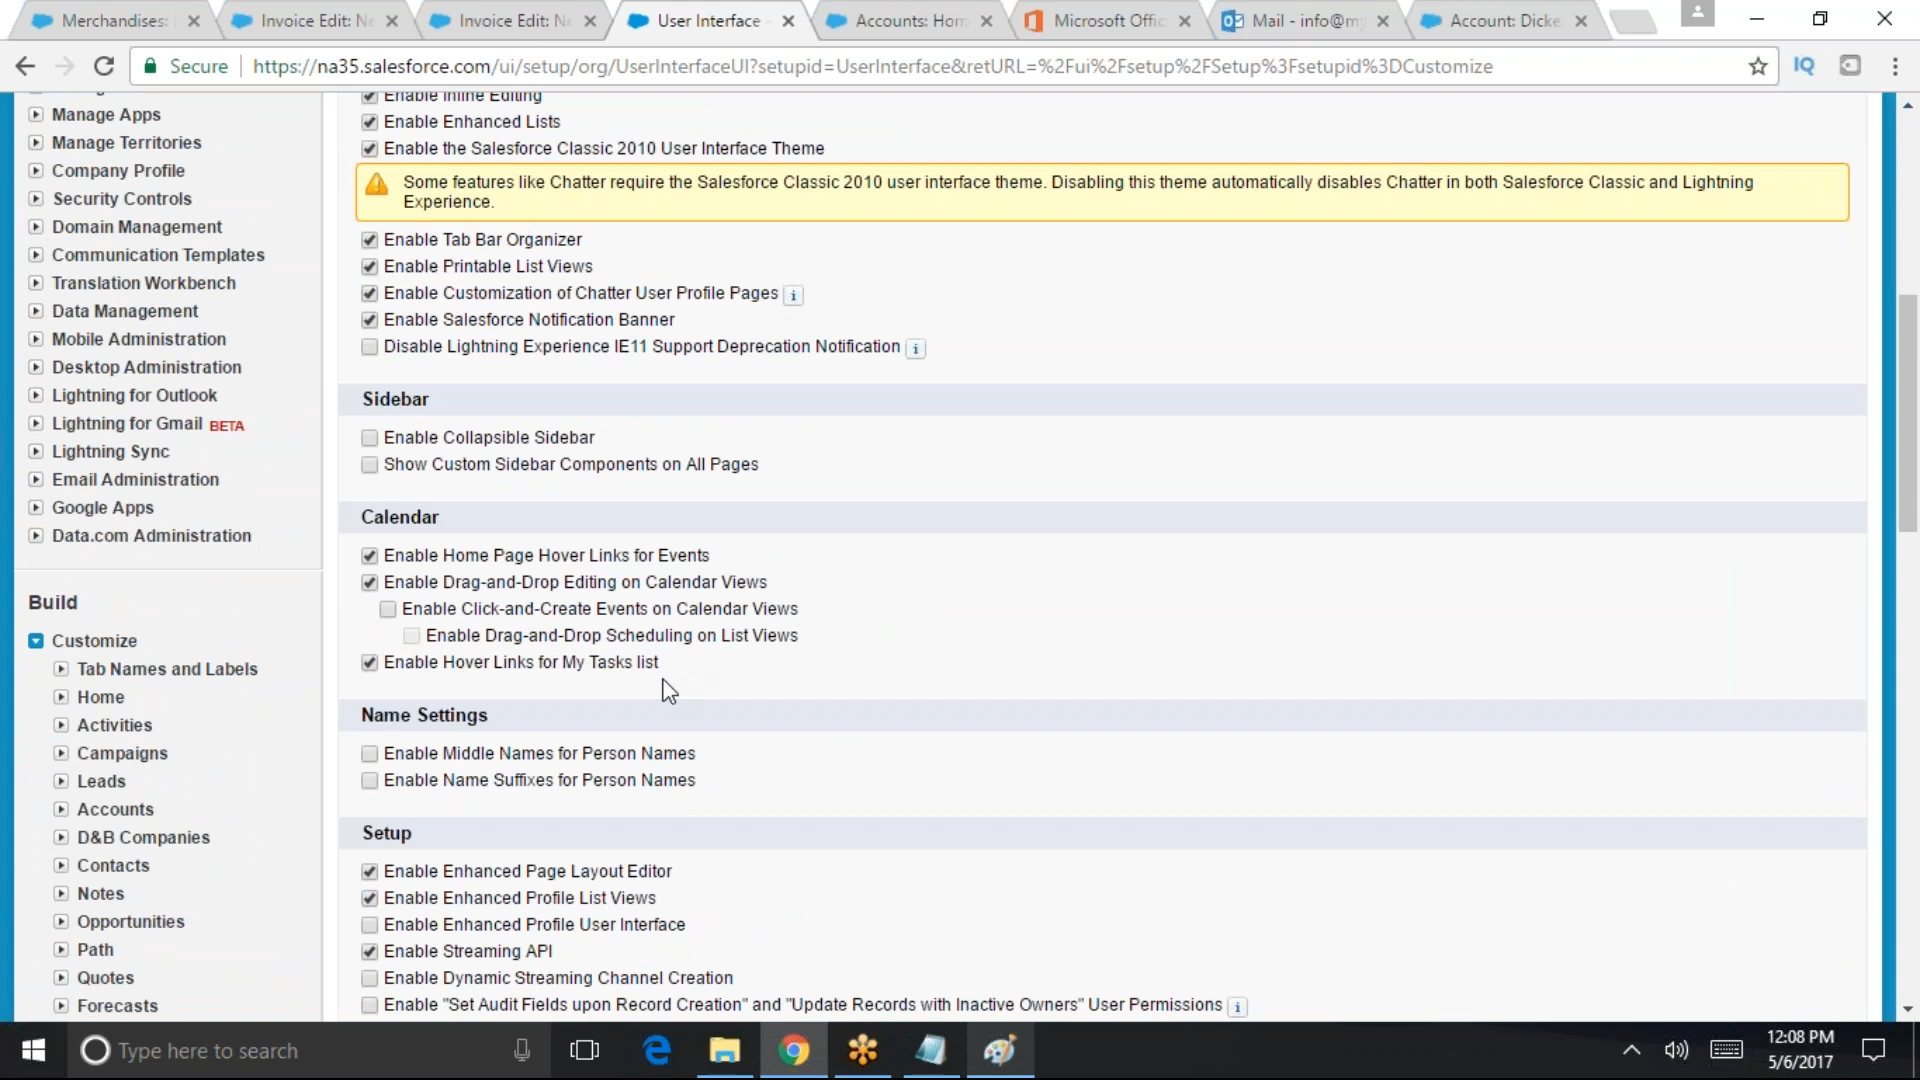 Merchandises:
Invoice Edit: Ne
Invoice Edit: Ne
User Interface -
Accounts: Hom
Microsoft Offic
Mail - info@my
Account: Dicke
Secure https://na35.salesforce.com/ui/setup/org/UserInterfaceUI?setupid=UserInterface&retURL=%2Fui%2Fsetup%2FSetup%3Fsetupid%3DCustomize
IQ
Manage Apps
Manage Territories
Company Profile
Security Controls
Domain Management
Communication Templates
Translation Workbench
Data Management
Mobile Administration
Desktop Administration
Lightning for Outlook
Lightning for Gmail BETA
Lightning Sync
Email Administration
Google Apps
Data.com Administration
Build
Customize
Tab Names and Labels
Home
Activities
Campaigns
Leads
Accounts
D&B Companies
Contacts
Notes
Opportunities
Path
Quotes
Forecasts
Enable Inline Editing
Enable Enhanced Lists
Enable the Salesforce Classic 2010 User Interface Theme
Some features like Chatter require the Salesforce Classic 2010 user interface theme. Disabling this theme automatically disables Chatter in both Salesforce Classic and Lightning
Experience.
Enable Tab Bar Organizer
Enable Printable List Views
Enable Customization of Chatter User Profile Pages i
Enable Salesforce Notification Banner
Disable Lightning Experience IE11 Support Deprecation Notification i
Sidebar
Enable Collapsible Sidebar
Show Custom Sidebar Components on All Pages
Calendar
Enable Home Page Hover Links for Events
Enable Drag-and-Drop Editing on Calendar Views
Enable Click-and-Create Events on Calendar Views
Enable Drag-and-Drop Scheduling on List Views
Enable Hover Links for My Tasks list
Name Settings
Enable Middle Names for Person Names
Enable Name Suffixes for Person Names
Setup
Enable Enhanced Page Layout Editor
Enable Enhanced Profile List Views
Enable Enhanced Profile User Interface
Enable Streaming API
Enable Dynamic Streaming Channel Creation
Enable "Set Audit Fields upon Record Creation" and "Update Records with Inactive Owners" User Permissions i
Type here to search
12:08 PM
5/6/2017